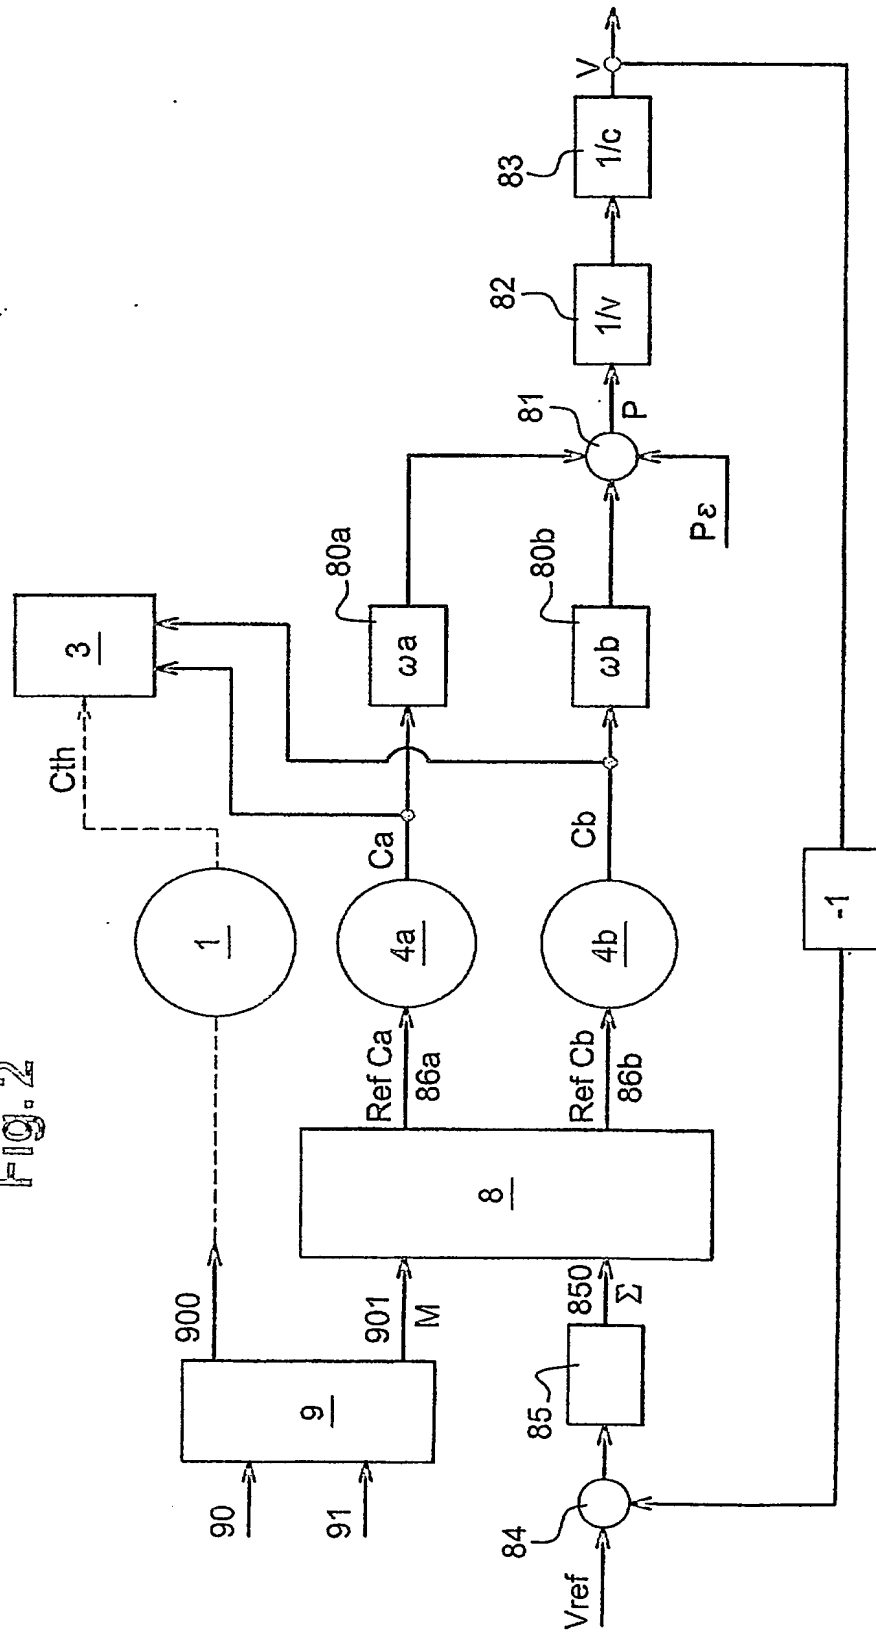 Fig. 2
90
91
9
900
901
M
Vref
84
85
850
Σ
8
Ref Ca
86a
Ref Cb
86b
1
4a
4b
Cth
Ca
Cb
3
80a
ωa
80b
ωb
Pε
81
P
82
1/v
83
1/c
V
-1